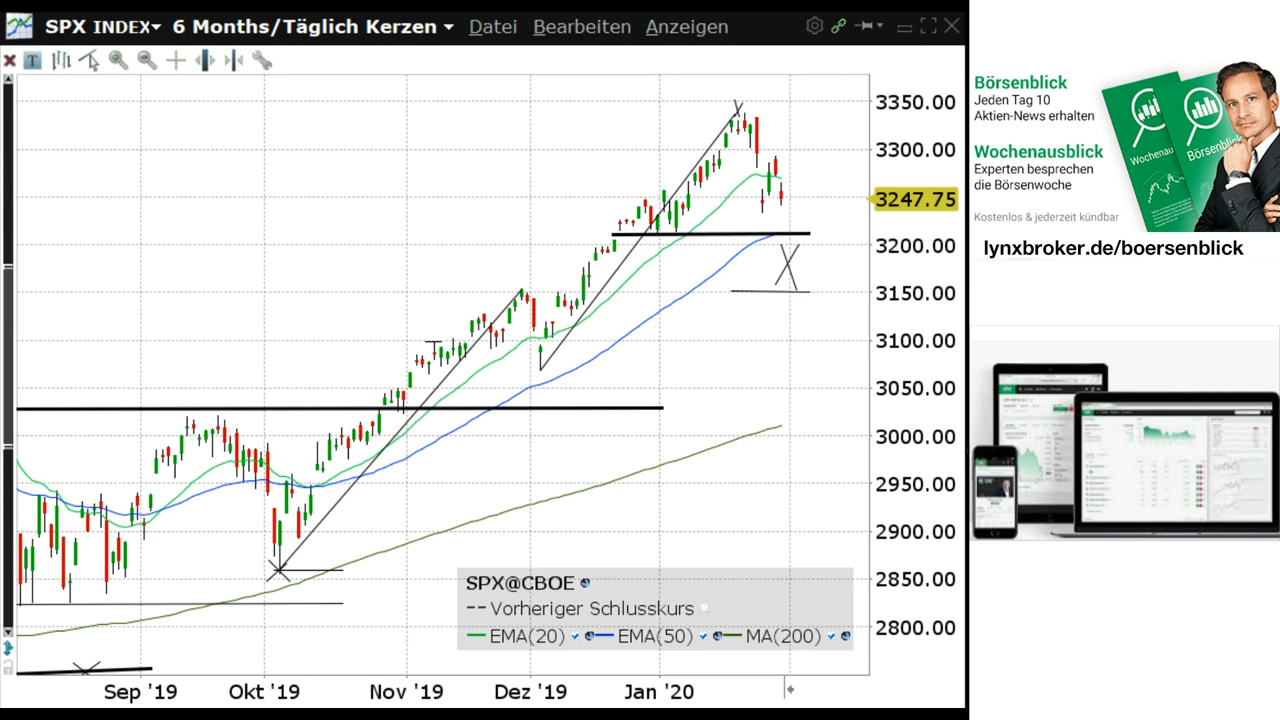 SPX INDEX 6 Months/Täglich Kerzen Datei Bearbeiten Anzeigen
T
3350.00
3300.00
3247.75
3200.00
3150.00
3100.00
3050.00
3000.00
2950.00
2900.00
2850.00
2800.00
SPX@CBOE
Vorheriger Schlusskurs
EMA(20) EMA(50) MA(200)
Sep '19 Okt '19 Nov '19 Dez '19 Jan '20
Börsenblick
Jeden Tag 10
Aktien-News erhalten
Wochenausblick
Experten besprechen
die Börsenwoche
Kostenlos & jederzeit kündbar
Wochenau
Börsenbli
lynxbroker.de/boersenblick